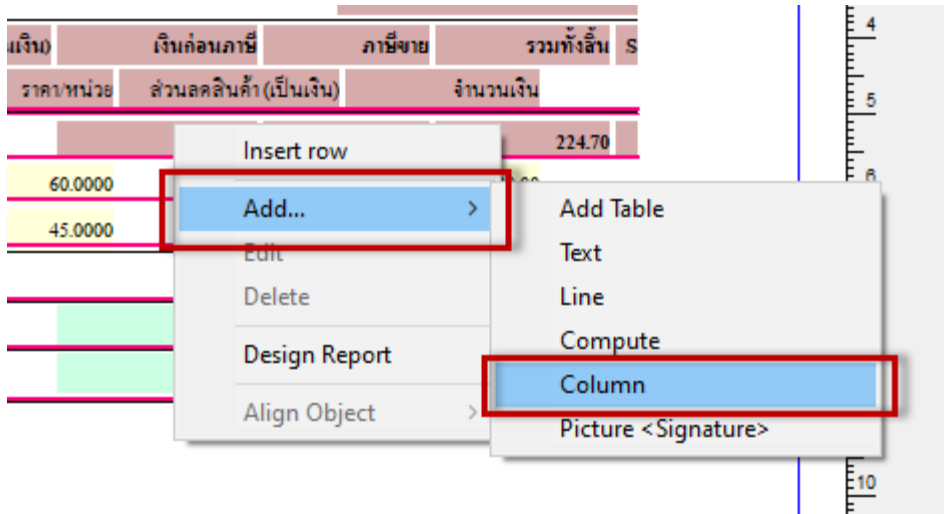 4
นเงิน) เงินก่อนภาษี ภาษีขาย รวมทั้งสิ้น S
ราคา/หน่วย ส่วนลดสินค้า (เป็นเงิน) จำนวนเงิน
5
224.70
Insert row
6
60.0000
Add... >
Add Table
45.0000
Edit
Text
Delete
Line
Compute
Design Report
Column
Align Object >
Picture <Signature>
10